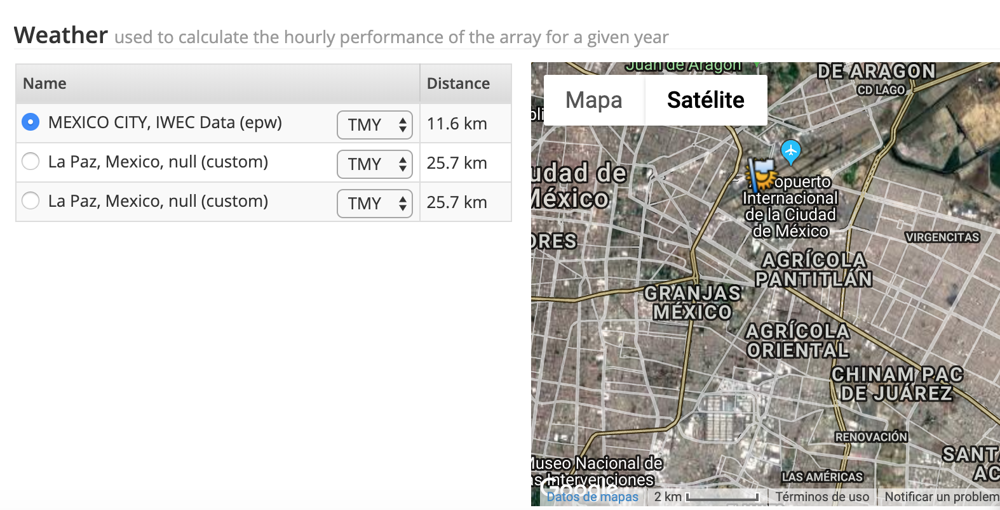 Weather used to calculate the hourly performance of the array for a given year
Name Distance
MEXICO CITY, IWEC Data (epw) TMY 11.6 km
La Paz, Mexico, null (custom) TMY 25.7 km
La Paz, Mexico, null (custom) TMY 25.7 km
Juan de Aragón
DE ARAGON
CD LAGO
Mapa Satélite
udad de
México
opuerto
Internacional
de la Ciudad
de México
ORES
VIRGENCITAS
AGRÍCOLA
PANTITLÁN
GRANJAS
MÉXICO
AGRÍCOLA
ORIENTAL
CHINAM PAC
DE JUÁREZ
RENOVACIÓN
SANTA
AC
Museo Nacional de
as Intervenciones
LAS AMÉRICAS
Google
Datos de mapas 2 km Términos de uso Notificar un problem